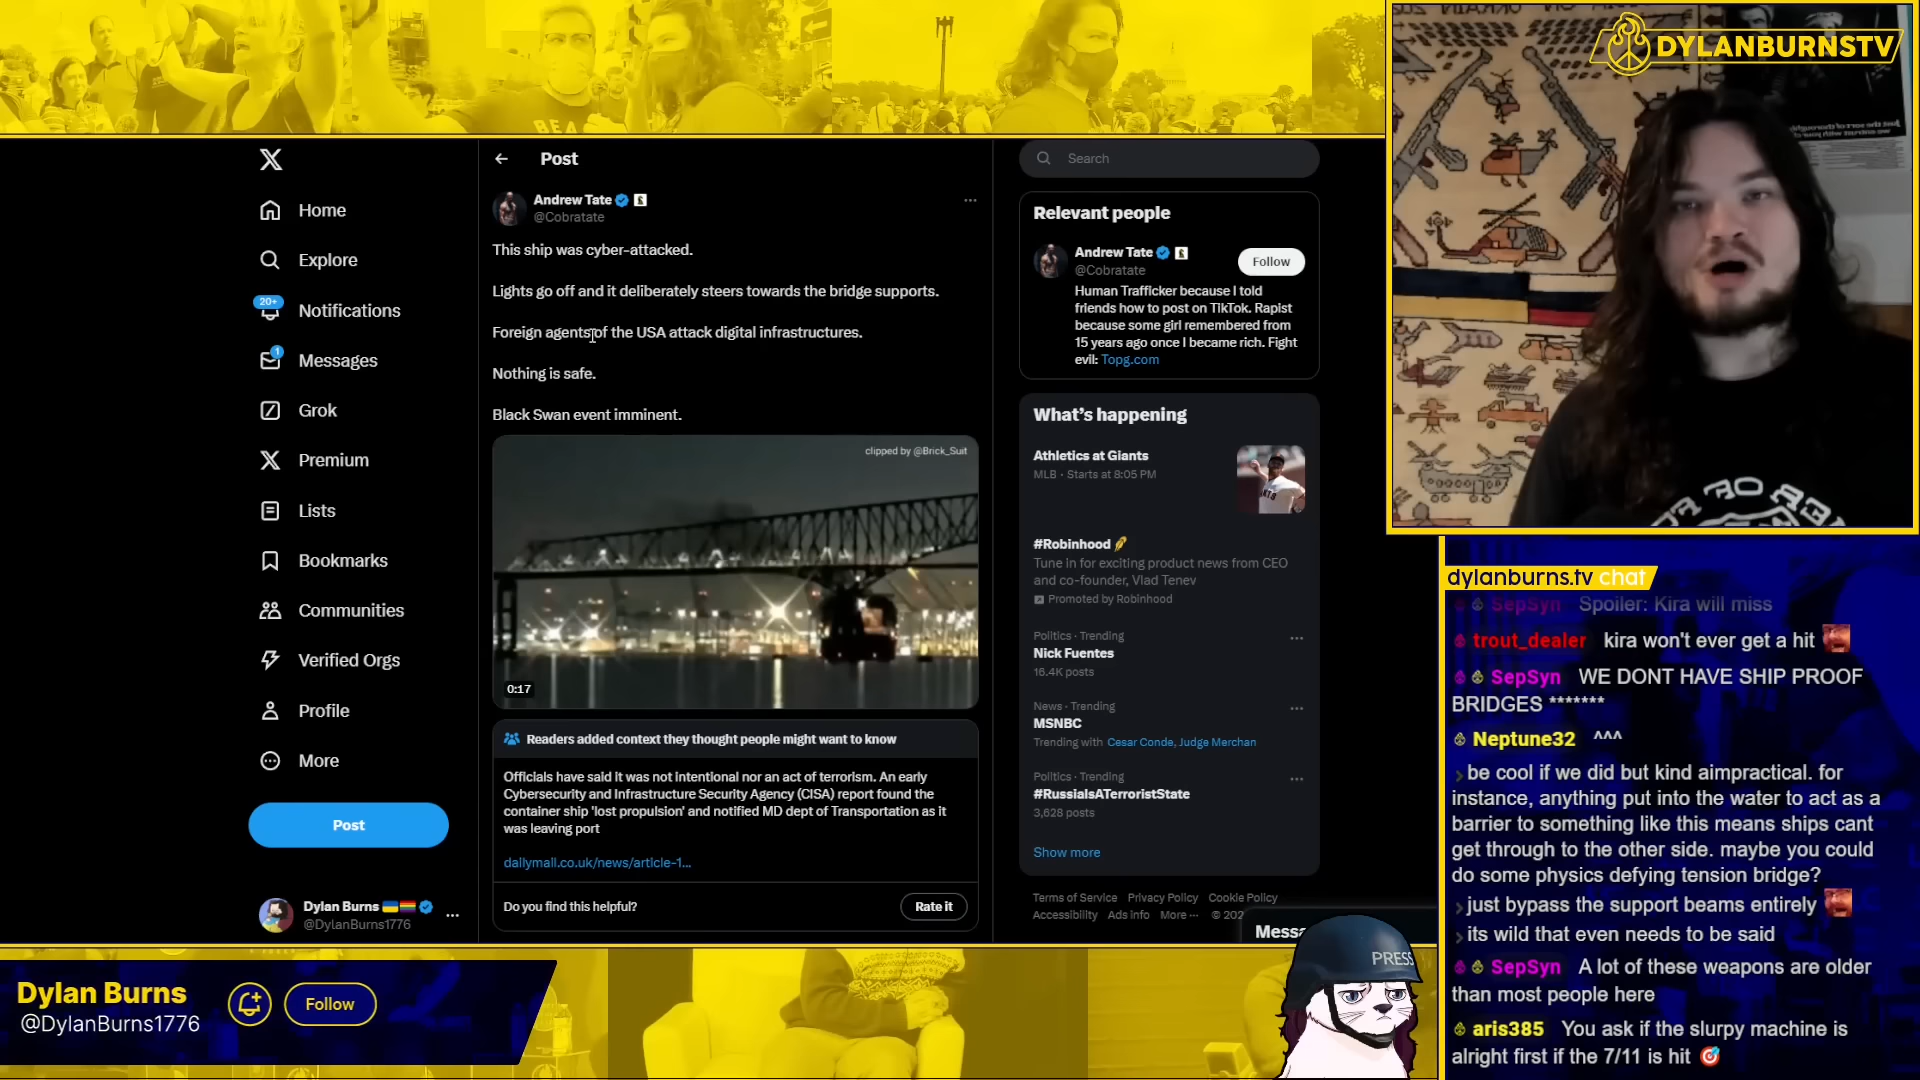 Post
Andrew Tate
@Cobratate
This ship was cyber-attacked.
Lights go off and it deliberately steers towards the bridge supports.
Foreign agents of the USA attack digital infrastructures.
Nothing is safe.
Black Swan event imminent.
clipped by @Brick_Suit
0:17
Readers added context they thought people might want to know
Officials have said it was not intentional nor an act of terrorism. An early
Cybersecurity and Infrastructure Security Agency (CISA) report found the
container ship 'lost propulsion' and notified MD dept of Transportation as it
was leaving port
dailymail.co.uk/news/article-1...
Do you find this helpful?
Rate it
X
Home
Explore
20+
Notifications
1
Messages
Grok
Premium
Lists
Bookmarks
Communities
Verified Orgs
Profile
More
Post
Dylan Burns
@DylanBurns1776
Search
Relevant people
Andrew Tate
@Cobratate
Follow
Human Trafficker because I told
friends how to post on TikTok. Rapist
because some girl remembered from
15 years ago once I became rich. Fight
evil: Topg.com
What's happening
Athletics at Giants
MLB · Starts at 8:05 PM
#Robinhood
Tune in for exciting product news from CEO
and co-founder, Vlad Tenev
Promoted by Robinhood
Politics · Trending
Nick Fuentes
16.4K posts
News · Trending
MSNBC
Trending with Cesar Conde, Judge Merchan
Politics · Trending
#RussiaIsATerroristState
3,628 posts
Show more
Terms of Service Privacy Policy Cookie Policy
Accessibility Ads info More ··· © 202
Messa
DYLANBURNSTV
dylanburns.tv chat
SepSyn Spoiler: Kira will miss
trout_dealer kira won't ever get a hit
SepSyn WE DONT HAVE SHIP PROOF
BRIDGES *******
Neptune32 ^^^
be cool if we did but kind aimpractical. for
instance, anything put into the water to act as a
barrier to something like this means ships cant
get through to the other side. maybe you could
do some physics defying tension bridge?
just bypass the support beams entirely
its wild that even needs to be said
SepSyn A lot of these weapons are older
than most people here
aris385 You ask if the slurpy machine is
alright first if the 7/11 is hit
PRESS
Dylan Burns
@DylanBurns1776
Follow